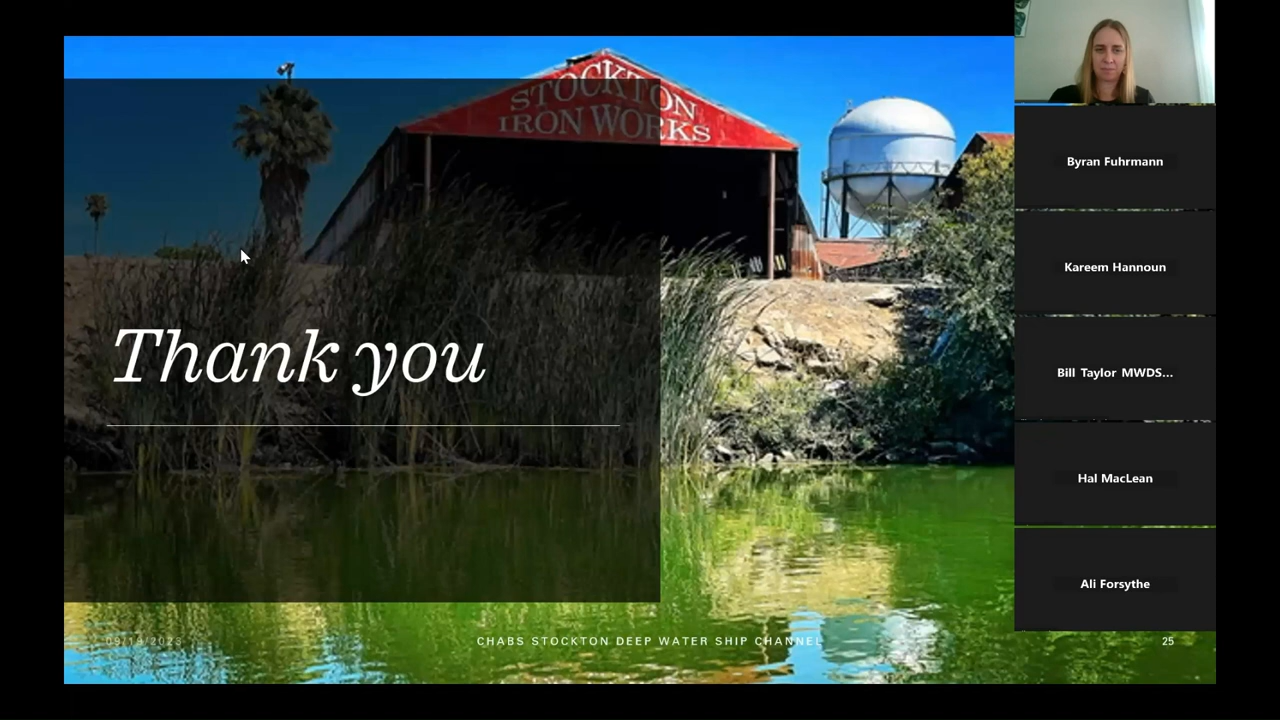 STOCKTON
IRON WORKS
Thank you
CHABS STOCKTON DEEP WATER SHIP CHANNEL
25
Byran Fuhrmann
Kareem Hannoun
Bill Taylor MWDS...
Hal MacLean
Ali Forsythe